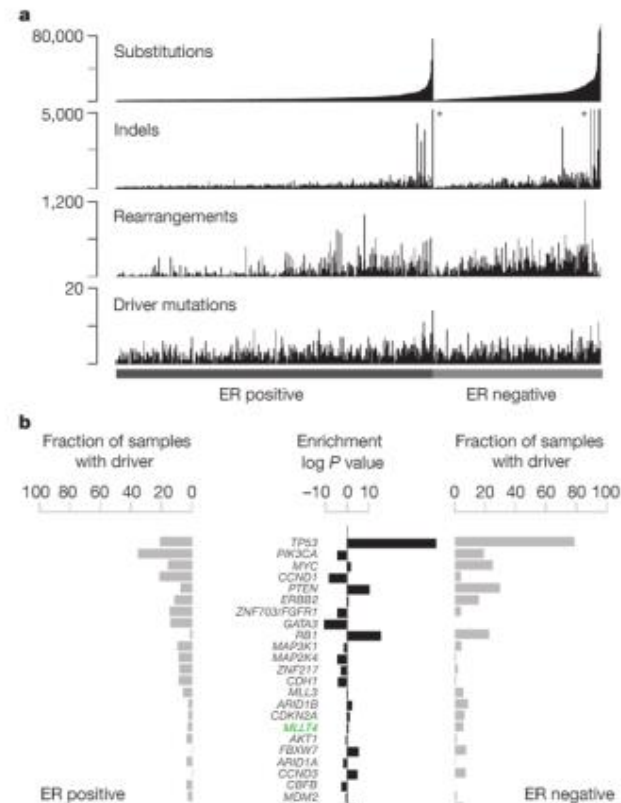 a
80,000
Substitutions
5,000
Indels
1,200
Rearrangements
20
Driver mutations
ER positive
ER negative
b
Fraction of samples with driver
Enrichment log P value
Fraction of samples with driver
100 80 60 40 20 0
−10 0 10
0 20 40 60 80 100
TP53
PIK3CA
MYC
CCND1
PTEN
ERBB2
ZNF703/FGFR1
GATA3
RB1
MAP3K1
MAP2K4
ZNF217
CDH1
MLL3
ARID1B
CDKN2A
MLLT4
AKT1
FBXW7
ARID1A
CCND3
CBFB
MDM2
ER positive
ER negative